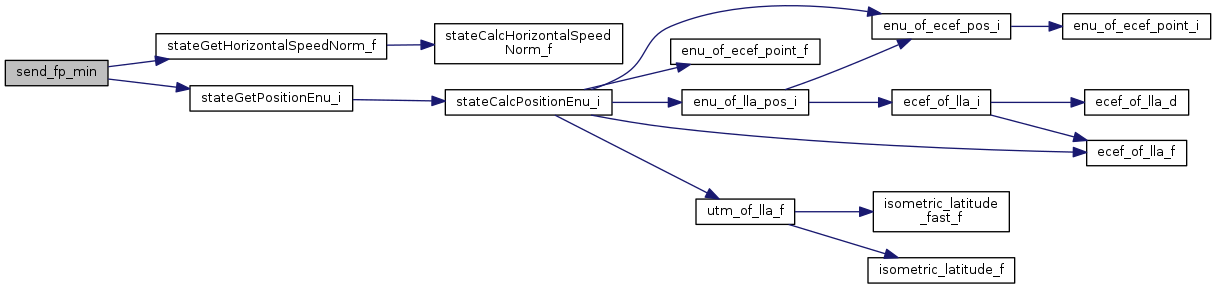 send_fp_min
stateGetHorizontalSpeedNorm_f
stateCalcHorizontalSpeed
Norm_f
stateGetPositionEnu_i
stateCalcPositionEnu_i
enu_of_ecef_pos_i
enu_of_ecef_point_i
enu_of_ecef_point_f
enu_of_lla_pos_i
ecef_of_lla_i
ecef_of_lla_d
ecef_of_lla_f
utm_of_lla_f
isometric_latitude
_fast_f
isometric_latitude_f